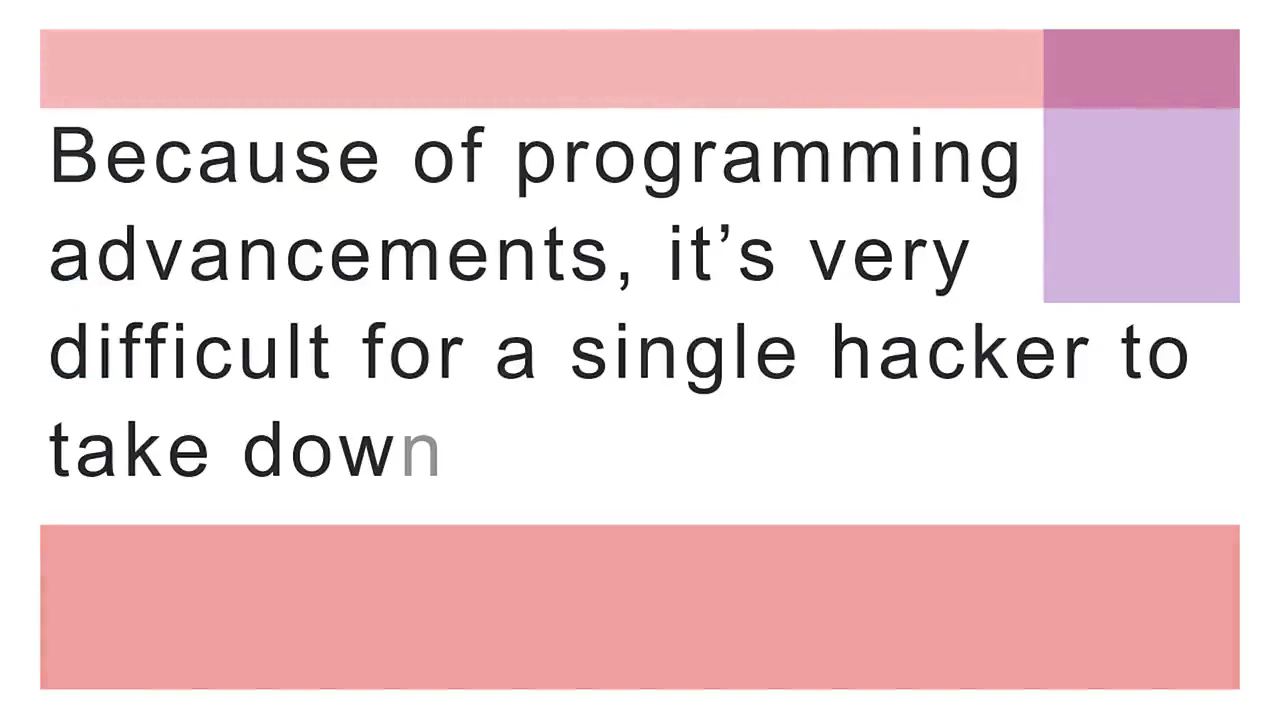 Because of programming
advancements, it’s very
difficult for a single hacker to
take down